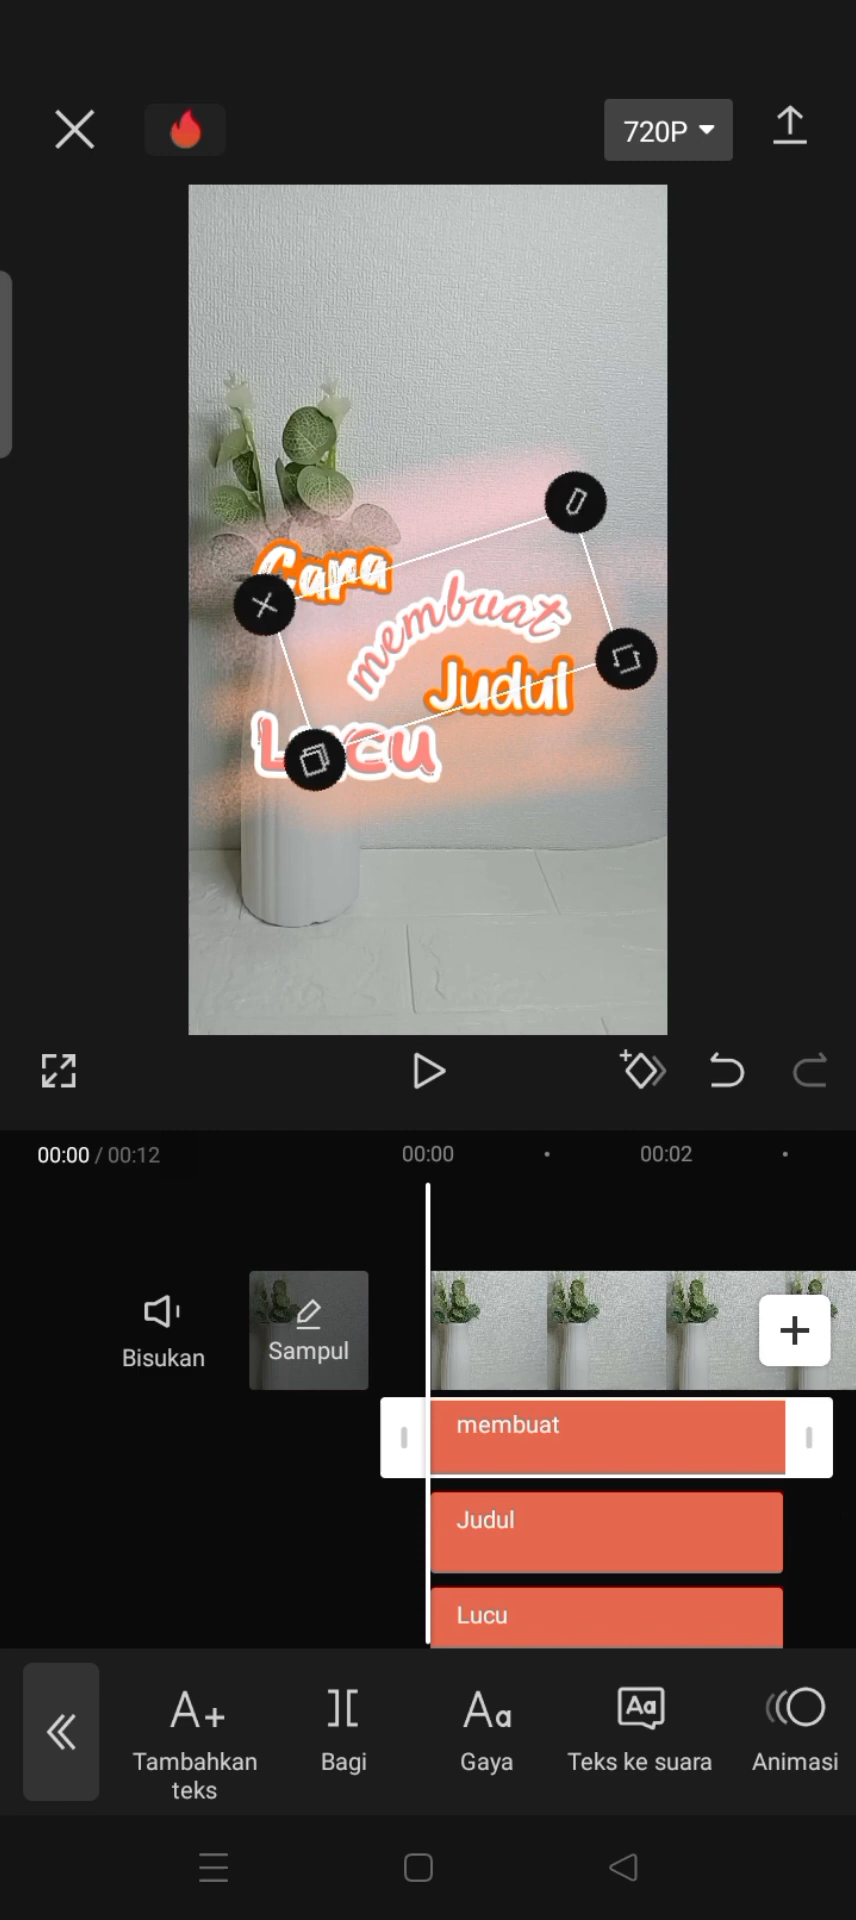 720P
Cara
membuat
Judul
Lucu
00:00 / 00:12
00:00
00:02
Bisukan
Sampul
membuat
Judul
Lucu
Tambahkan
teks
Bagi
Gaya
Teks ke suara
Animasi